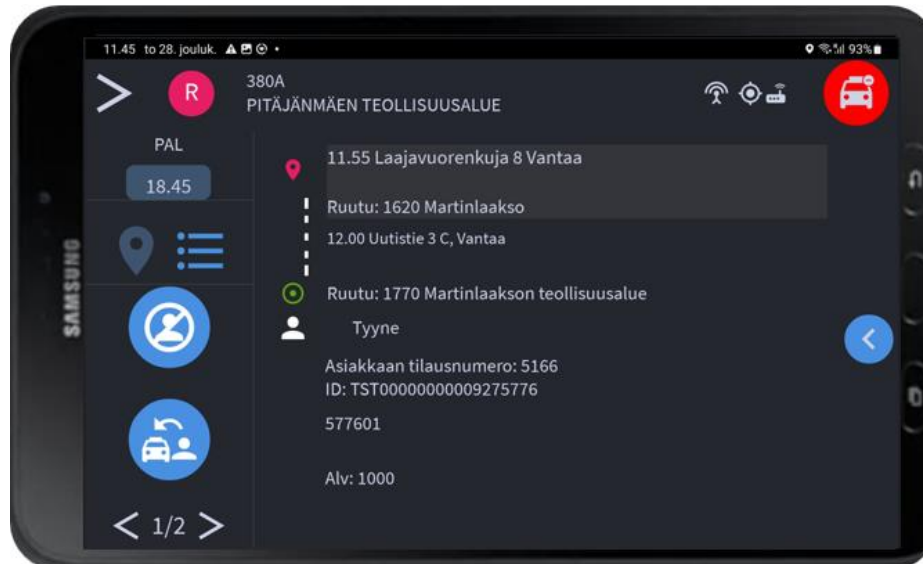 11.45 to 28. jouluk.
93%
R
380A
PITÄJÄNMÄEN TEOLLISUUSALUE
PAL
18.45
11.55 Laajavuorenkuja 8 Vantaa
Ruutu: 1620 Martinlaakso
12.00 Uutistie 3 C, Vantaa
Ruutu: 1770 Martinlaakson teollisuusalue
Tyyne
Asiakkaan tilausnumero: 5166
ID: TST00000000009275776
577601
Alv: 1000
< 1/2 >
SAMSUNG